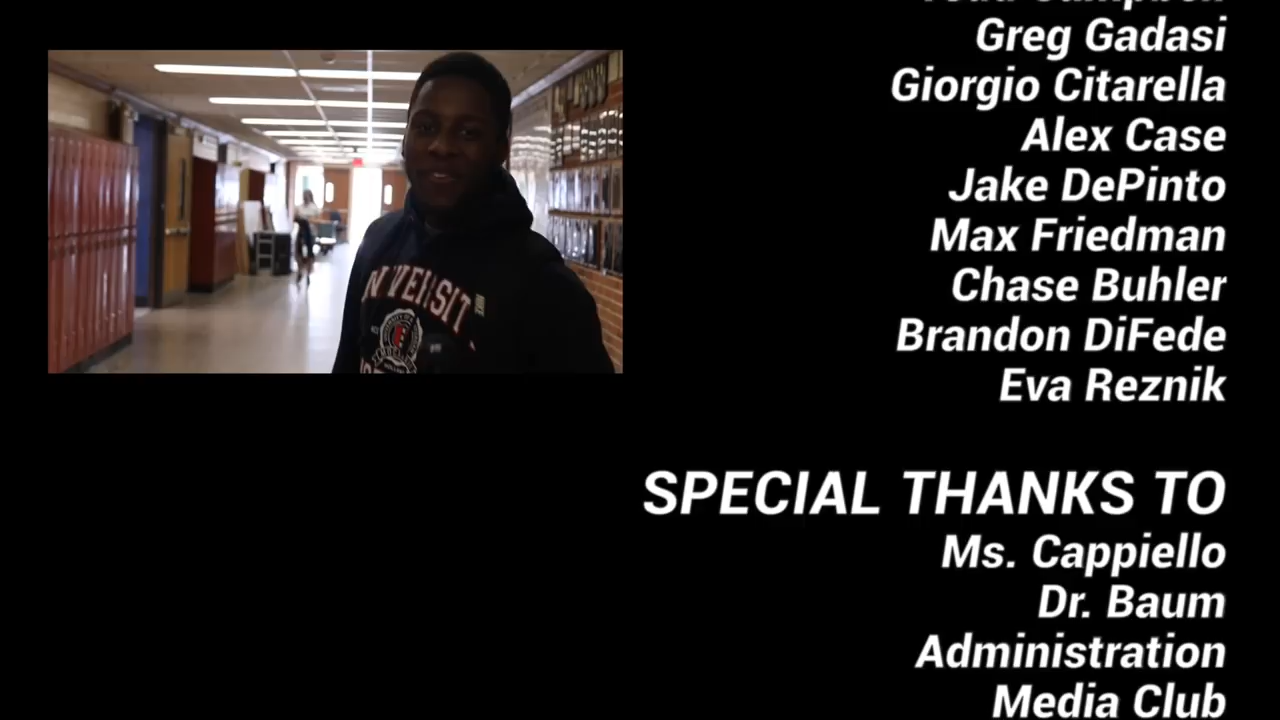 Greg Gadasi
Giorgio Citarella
Alex Case
Jake DePinto
Max Friedman
Chase Buhler
Brandon DiFede
Eva Reznik
SPECIAL THANKS TO
Ms. Cappiello
Dr. Baum
Administration
Media Club